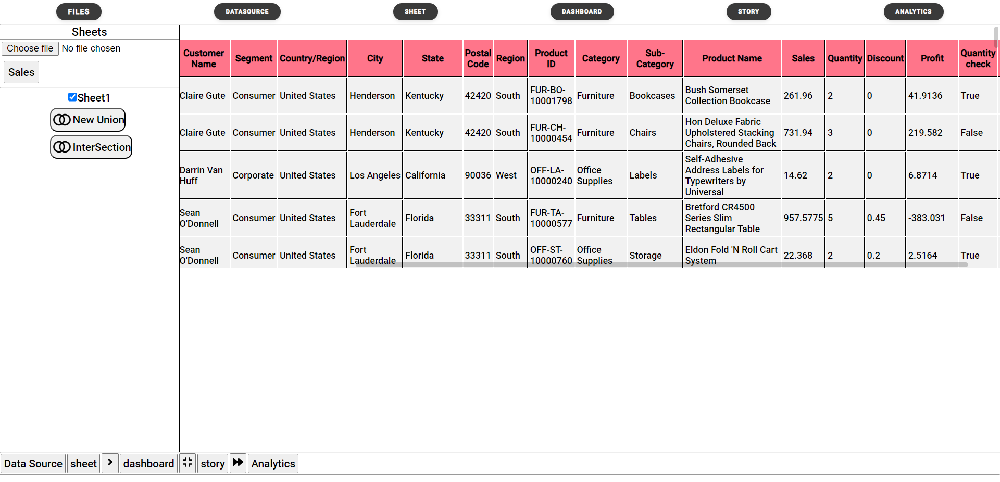 FILES DATASOURCE SHEET DASHBOARD STORY ANALYTICS
Sheets
Choose file No file chosen
Sales
Sheet1
New Union
InterSection
Customer Name Segment Country/Region City State Postal Code Region Product ID Category Sub-Category Product Name Sales Quantity Discount Profit Quantity check
Claire Gute Consumer United States Henderson Kentucky 42420 South FUR-BO-10001798 Furniture Bookcases Bush Somerset Collection Bookcase 261.96 2 0 41.9136 True
Claire Gute Consumer United States Henderson Kentucky 42420 South FUR-CH-10000454 Furniture Chairs Hon Deluxe Fabric Upholstered Stacking Chairs, Rounded Back 731.94 3 0 219.582 False
Darrin Van Huff Corporate United States Los Angeles California 90036 West OFF-LA-10000240 Office Supplies Labels Self-Adhesive Address Labels for Typewriters by Universal 14.62 2 0 6.8714 True
Sean O'Donnell Consumer United States Fort Lauderdale Florida 33311 South FUR-TA-10000577 Furniture Tables Bretford CR4500 Series Slim Rectangular Table 957.5775 5 0.45 -383.031 False
Sean O'Donnell Consumer United States Fort Lauderdale Florida 33311 South OFF-ST-10000760 Office Supplies Storage Eldon Fold 'N Roll Cart System 22.368 2 0.2 2.5164 True
Data Source sheet dashboard story Analytics